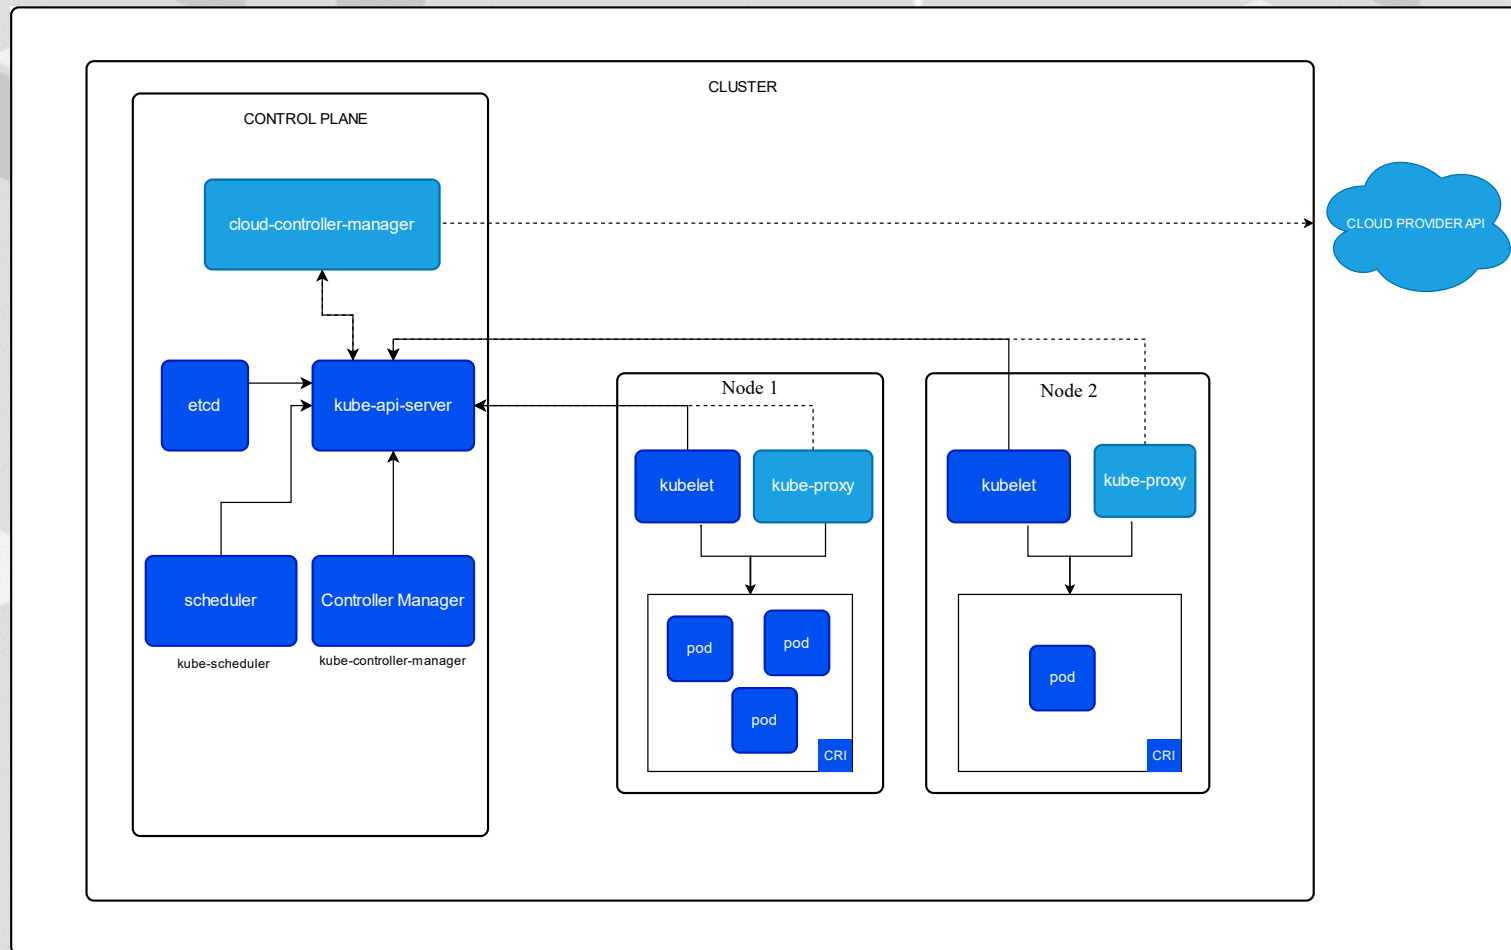 CLUSTER
CONTROL PLANE
cloud-controller-manager
CLOUD PROVIDER API
etcd
kube-api-server
scheduler
kube-scheduler
Controller Manager
kube-controller-manager
Node 1
kubelet
kube-proxy
pod
pod
pod
CRI
Node 2
kubelet
kube-proxy
pod
CRI